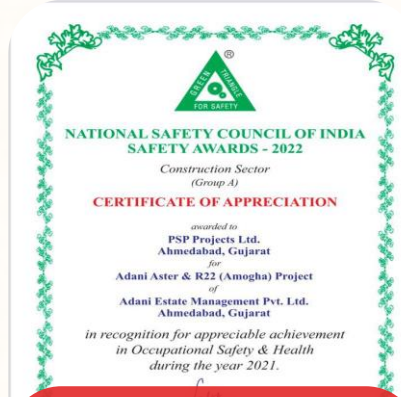 ®
GREEN TRIANGLE
FOR SAFETY
NATIONAL SAFETY COUNCIL OF INDIA
SAFETY AWARDS - 2022
Construction Sector
(Group A)
CERTIFICATE OF APPRECIATION
awarded to
PSP Projects Ltd.
Ahmedabad, Gujarat
for
Adani Aster & R22 (Amogha) Project
of
Adani Estate Management Pvt. Ltd.
Ahmedabad, Gujarat
in recognition for appreciable achievement
in Occupational Safety & Health
during the year 2021.